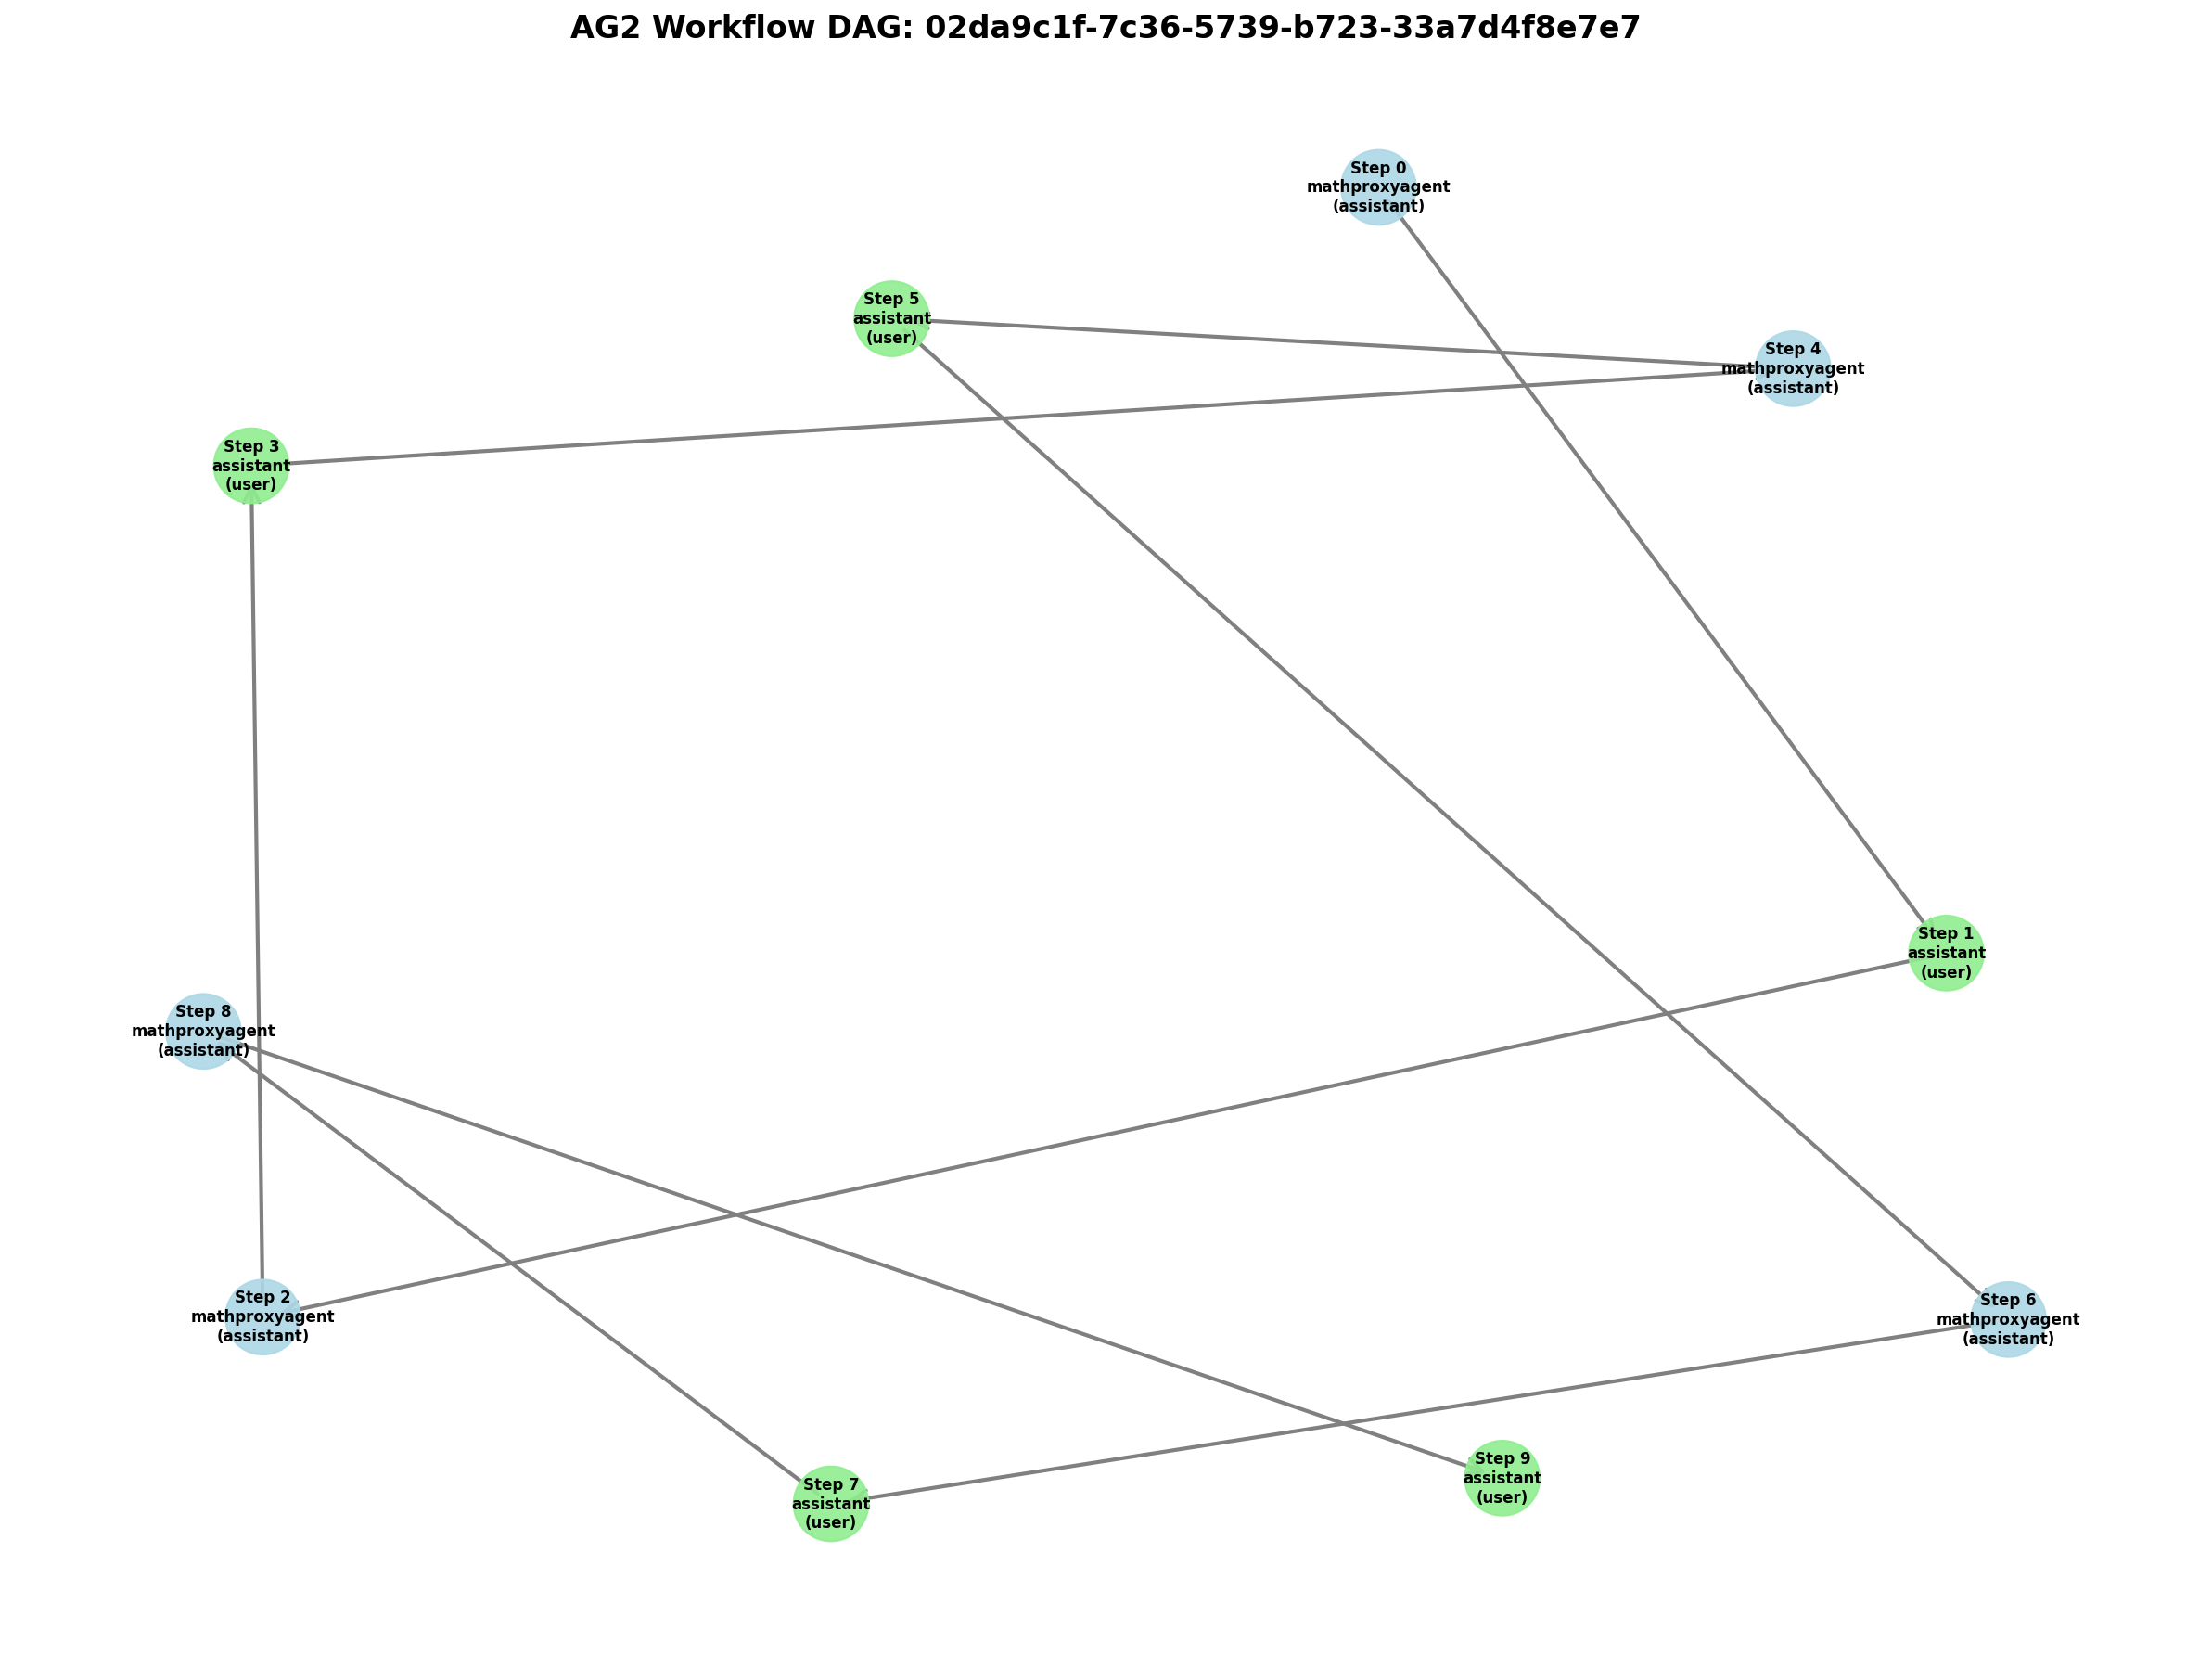 AG2 Workflow DAG: 02da9c1f-7c36-5739-b723-33a7d4f8e7e7
Step 0
mathproxyagent
(assistant)
Step 5
assistant
(user)
Step 4
mathproxyagent
(assistant)
Step 3
assistant
(user)
Step 1
assistant
(user)
Step 8
mathproxyagent
(assistant)
Step 2
mathproxyagent
(assistant)
Step 6
mathproxyagent
(assistant)
Step 9
assistant
(user)
Step 7
assistant
(user)